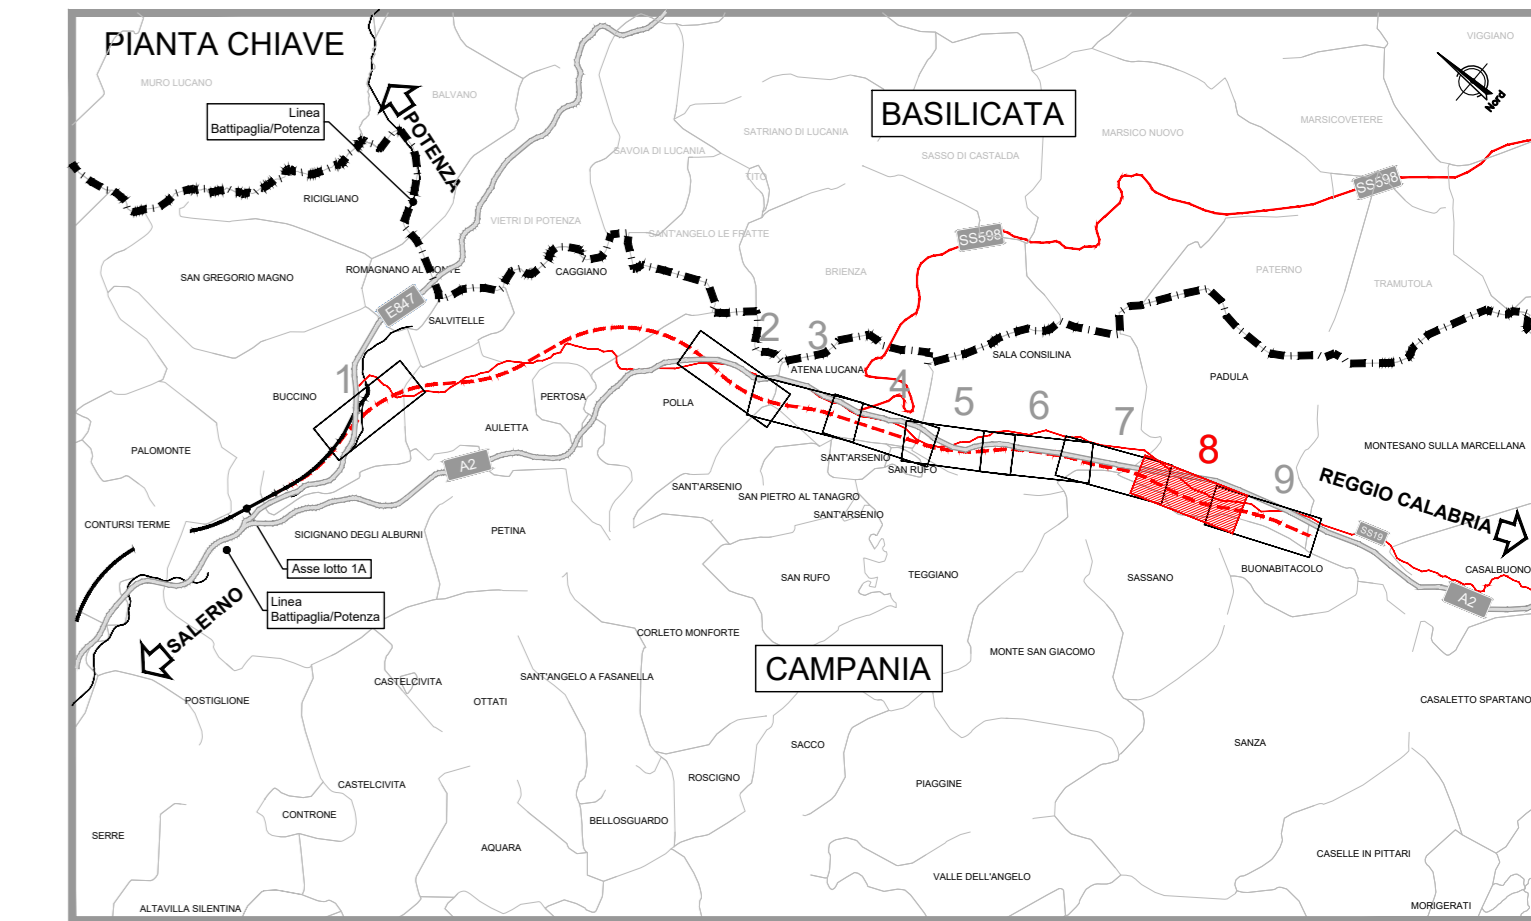 PIANTA CHIAVE
VIGGIANO
MURO LUCANO
BALVANO
Linea
Battipaglia/Potenza
POTENZA
BASILICATA
Nord
SATRIANO DI LUCANIA
MARSICO NUOVO
MARSICOVETERE
SAVOIA DI LUCANIA
SASSO DI CASTALDA
TITO
SS598
RICIGLIANO
VIETRI DI POTENZA
SANT'ANGELO LE FRATTE
SS598
SAN GREGORIO MAGNO
ROMAGNANO AL MONTE
CAGGIANO
BRIENZA
PATERNO
TRAMUTOLA
E847
SALVITELLE
2
3
SALA CONSILINA
ATENA LUCANA
PADULA
1
BUCCINO
PERTOSA
POLLA
4
5
6
7
AULETTA
8
MONTESANO SULLA MARCELLANA
PALOMONTE
A2
SANT'ARSENIO
SAN RUFO
9
REGGIO CALABRIA
SANT'ARSENIO
SAN PIETRO AL TANAGRO
SANT'ARSENIO
CONTURSI TERME
SICIGNANO DEGLI ALBURNI
PETINA
SS19
Asse lotto 1A
SAN RUFO
TEGGIANO
SASSANO
BUONABITACOLO
CASALBUONO
A2
Linea
Battipaglia/Potenza
SALERNO
CORLETO MONFORTE
MONTE SAN GIACOMO
CAMPANIA
POSTIGLIONE
CASTELCIVITA
SANT'ANGELO A FASANELLA
OTTATI
CASALETTO SPARTANO
SACCO
SANZA
CASTELCIVITA
ROSCIGNO
PIAGGINE
CONTRONE
BELLOSGUARDO
SERRE
AQUARA
CASELLE IN PITTARI
VALLE DELL'ANGELO
ALTAVILLA SILENTINA
MORIGERATI